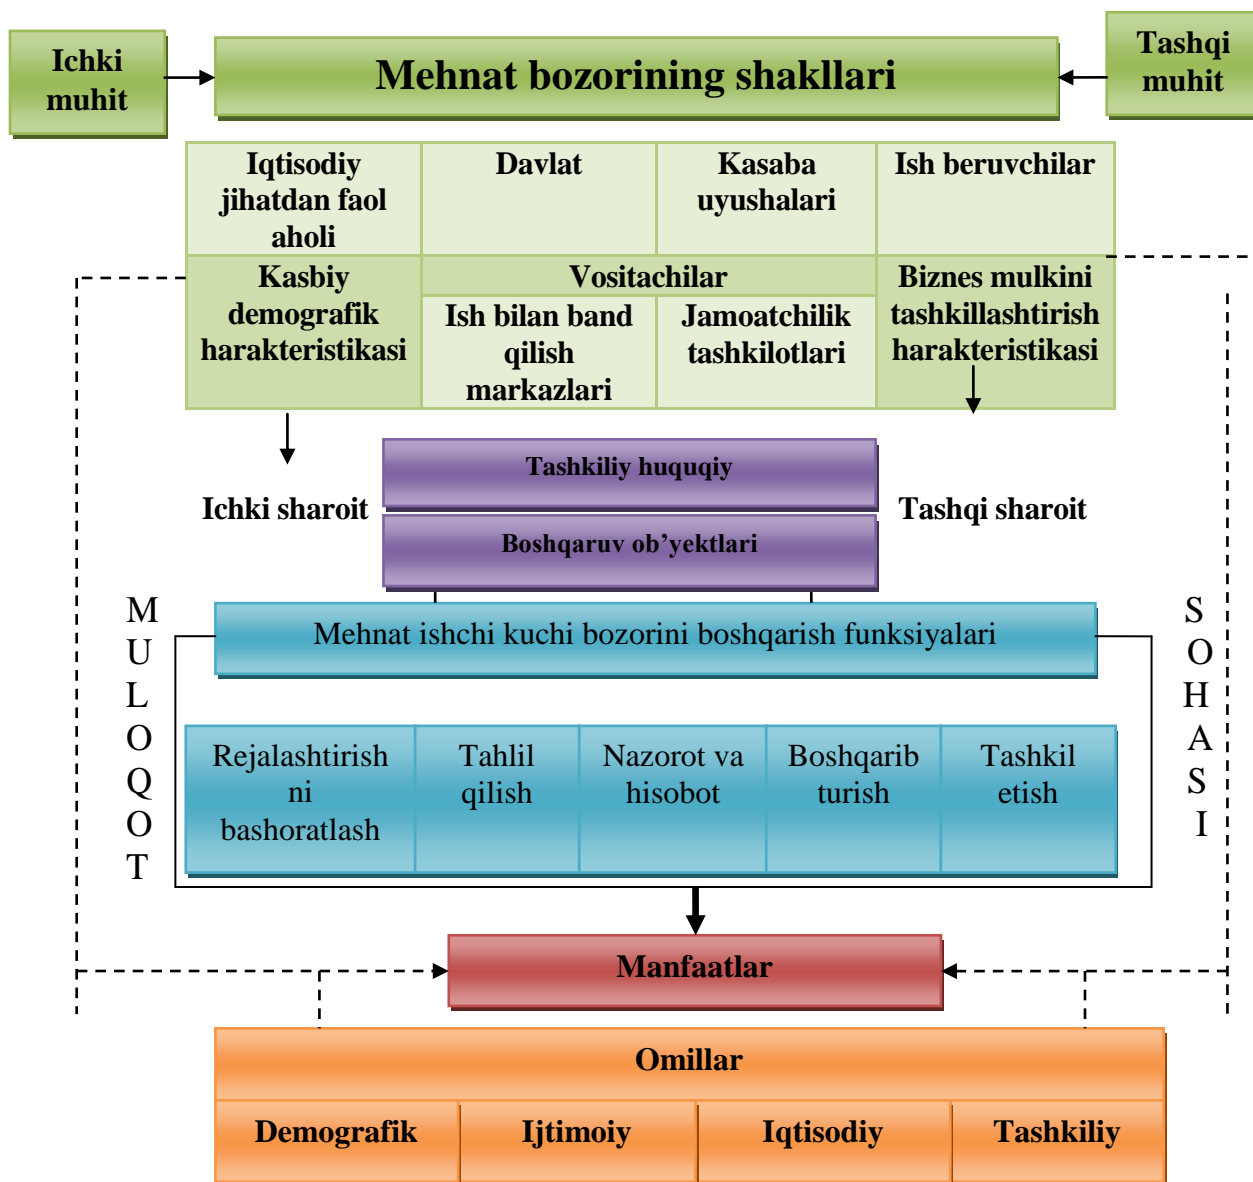 Ichki
muhit
Mehnat bozorining shakllari
Tashqi
muhit
Iqtisodiy
jihatdan faol
aholi
Davlat
Kasaba
uyushalari
Ish beruvchilar
Kasbiy
demografik
harakteristikasi
Vositachilar
Ish bilan band
qilish
markazlari
Jamoatchilik
tashkilotlari
Biznes mulkini
tashkillashtirish
harakteristikasi
Ichki sharoit
Tashkiliy huquqiy
Boshqaruv ob’yektlari
Tashqi sharoit
M
U
L
O
Q
O
T
Mehnat ishchi kuchi bozorini boshqarish funksiyalari
Rejalashtirish
ni
bashoratlash
Tahlil
qilish
Nazorot va
hisobot
Boshqarib
turish
Tashkil
etish
S
O
H
A
S
I
Manfaatlar
Omillar
Demografik
Ijtimoiy
Iqtisodiy
Tashkiliy